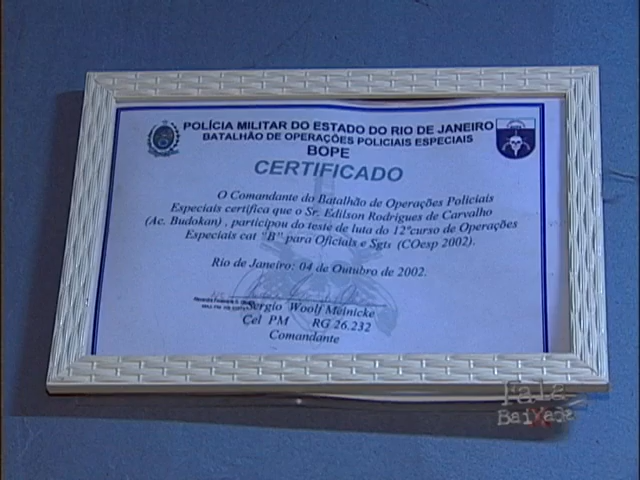 POLÍCIA MILITAR DO ESTADO DO RIO DE JANEIRO
BATALHÃO DE OPERAÇÕES POLICIAIS ESPECIAIS
BOPE
CERTIFICADO
O Comandante do Batalhão de Operações Policiais
Especiais certifica que o Sr. Edilson Rodrigues de Carvalho
(Ac. Budokan) , participou do teste de luta do 12°curso de Operações
Especiais cat "B" para Oficiais e Sgts (COesp 2002).
Rio de Janeiro: 04 de Outubro de 2002.
Sergio Woolf Meinicke
Cel PM RG 26.232
Comandante
Fala
Baixada